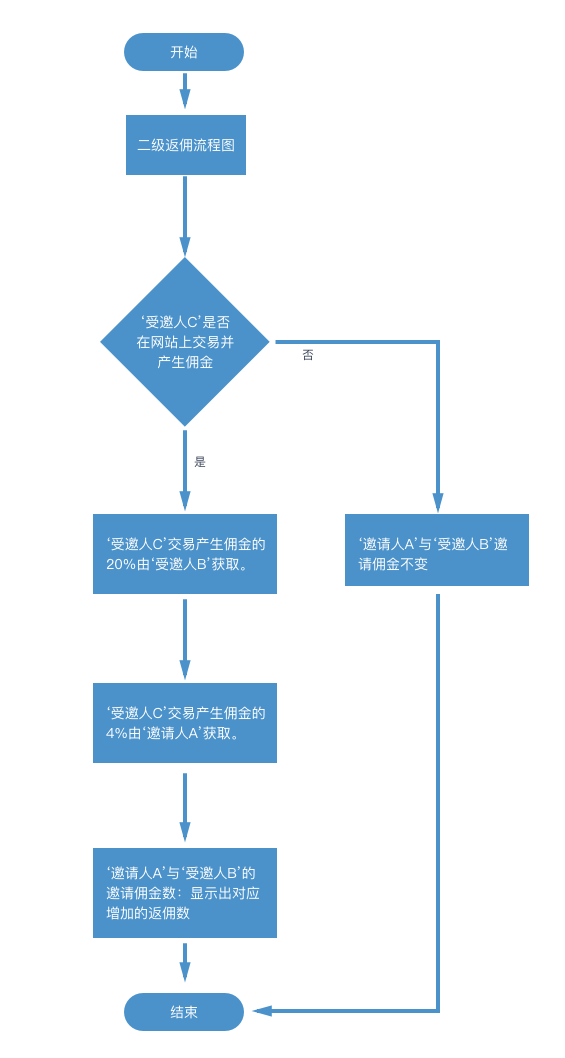 开始
二级返佣流程图
‘受邀人C’是否
在网站上交易并
产生佣金
否
是
‘受邀人C’交易产生佣金的
20%由‘受邀人B’获取。
‘邀请人A’与‘受邀人B’邀
请佣金不变
‘受邀人C’交易产生佣金的
4%由‘邀请人A’获取。
‘邀请人A’与‘受邀人B’的
邀请佣金数：显示出对应
增加的返佣数
结束